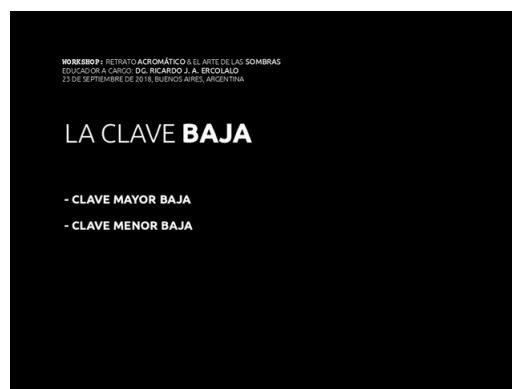 WORKSHOP: RETRATO ACROMÁTICO & EL ARTE DE LAS SOMBRAS
EDUCADOR A CARGO: DG. RICARDO J. A. ERCOLALO
23 DE SEPTIEMBRE DE 2018, BUENOS AIRES, ARGENTINA
LA CLAVE BAJA
- CLAVE MAYOR BAJA
- CLAVE MENOR BAJA